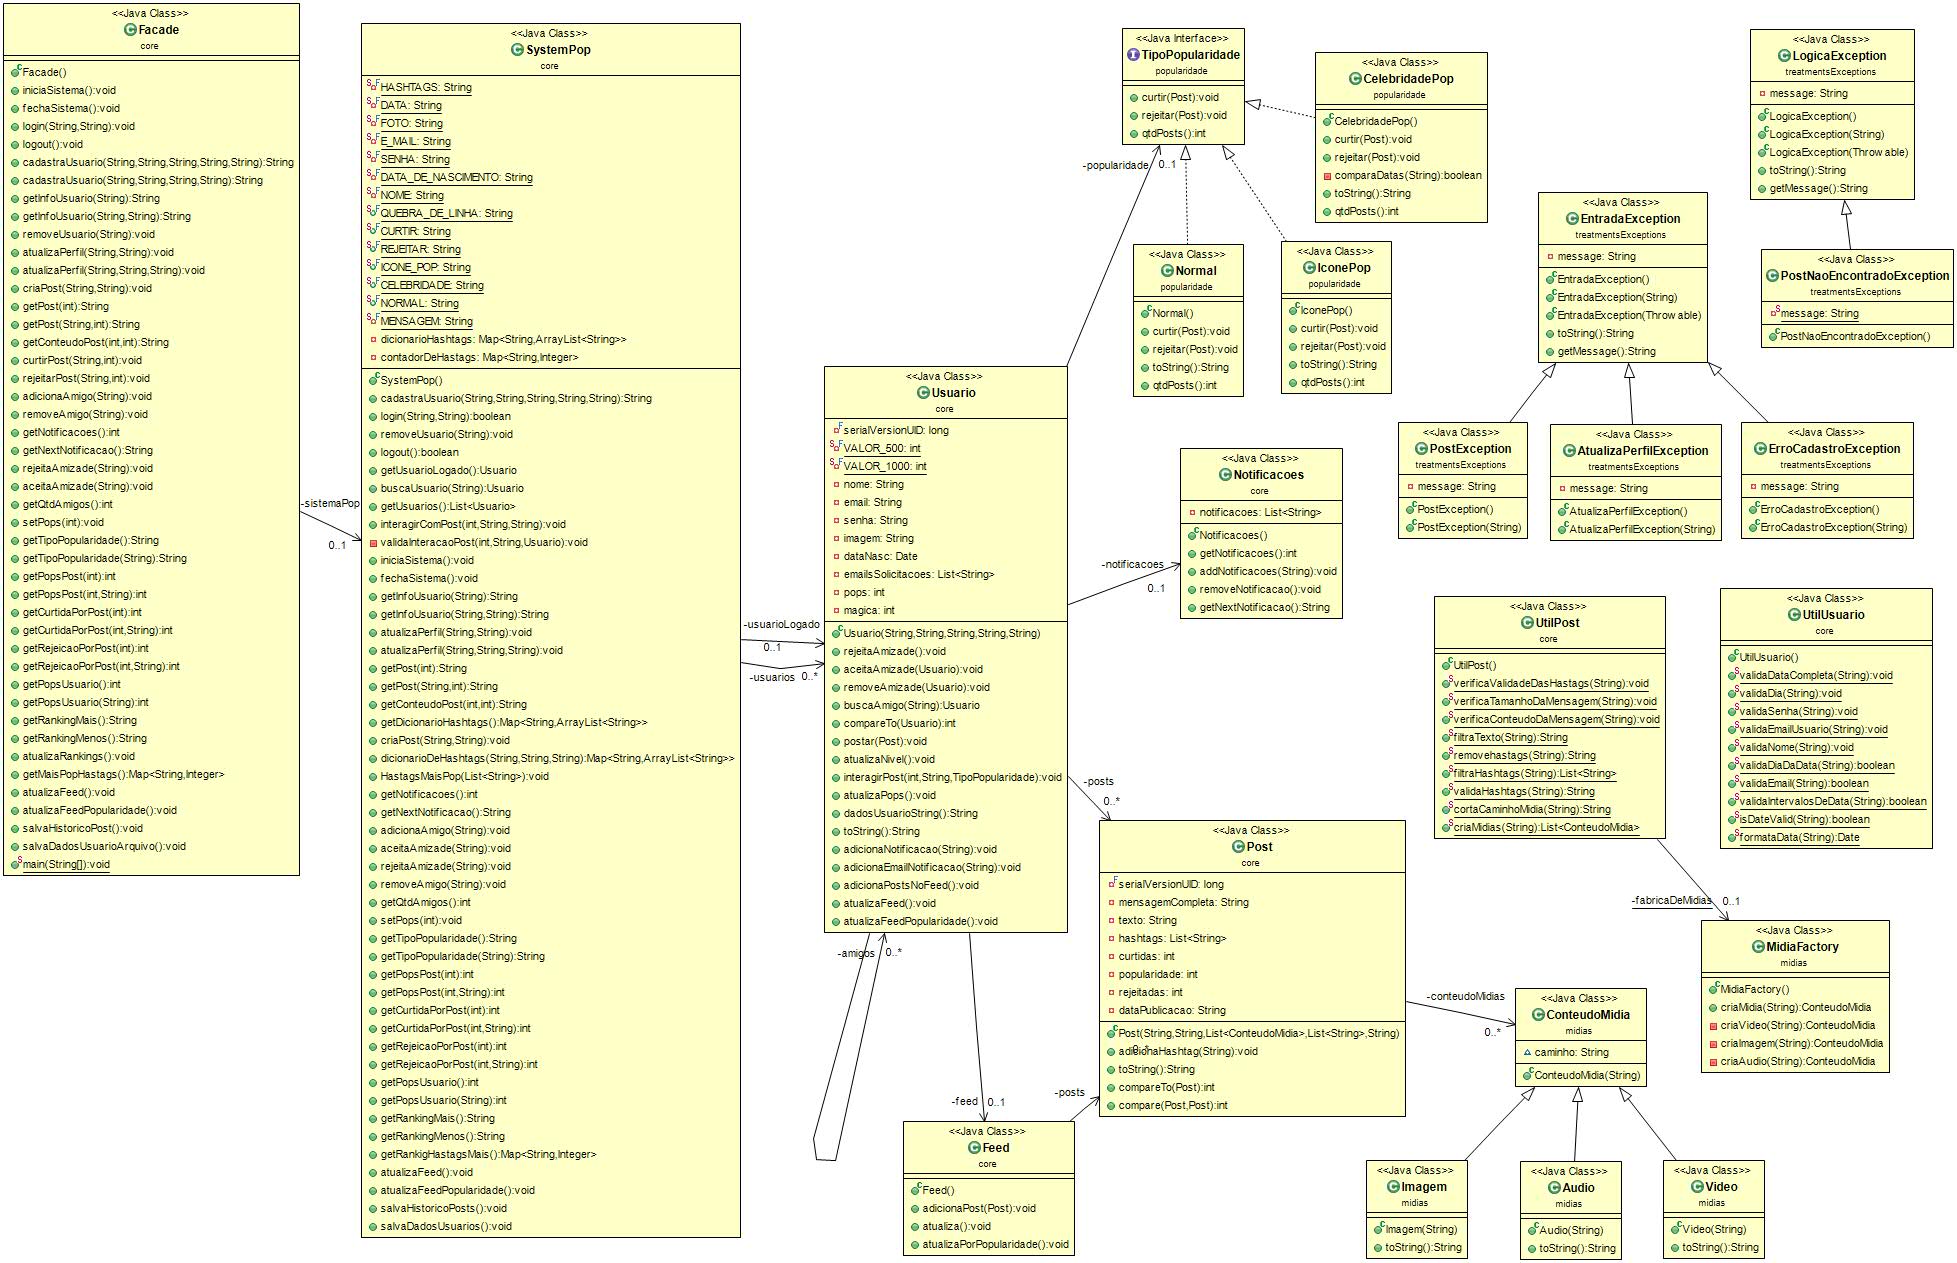 <<Java Class>>
Facade
core
Facade()
iniciaSistema():void
fechaSistema():void
login(String,String):void
logout():void
cadastraUsuario(String,String,String,String,String):String
cadastraUsuario(String,String,String,String):String
getInfoUsuario(String):String
getInfoUsuario(String,String):String
removeUsuario(String):void
atualizaPerfil(String,String):void
atualizaPerfil(String,String,String):void
criaPost(String,String):void
getPost(int):String
getPost(String,int):String
getConteudoPost(int,int):String
curtirPost(String,int):void
rejeitarPost(String,int):void
adicionaAmigo(String):void
removeAmigo(String):void
getNotificacoes():int
getNextNotificacao():String
rejeitaAmizade(String):void
aceitaAmizade(String):void
getQtdAmigos():int
setPops(int):void
getTipoPopularidade():String
getTipoPopularidade(String):String
getPopsPost(int):int
getPopsPost(int,String):int
getCurtidaPorPost(int):int
getCurtidaPorPost(int,String):int
getRejeicaoPorPost(int):int
getRejeicaoPorPost(int,String):int
getPopsUsuario():int
getPopsUsuario(String):int
getRankingMais():String
getRankingMenos():String
atualizaRankings():void
getMaisPopHastags():Map<String,Integer>
atualizaFeed():void
atualizaFeedPopularidade():void
salvaHistoricoPost():void
salvaDadosUsuarioArquivo():void
main(String[]):void
-sistemaPop
0..1
<<Java Class>>
SystemPop
core
HASHTAGS: String
DATA: String
FOTO: String
E_MAIL: String
SENHA: String
DATA_DE_NASCIMENTO: String
NOME: String
QUEBRA_DE_LINHA: String
CURTIR: String
REJEITAR: String
ICONE_POP: String
CELEBRIDADE: String
NORMAL: String
MENSAGEM: String
dicionarioHashtags: Map<String,ArrayList<String>>
contadorDeHastags: Map<String,Integer>
SystemPop()
cadastraUsuario(String,String,String,String,String):String
login(String,String):boolean
removeUsuario(String):void
logout():boolean
getUsuarioLogado():Usuario
buscaUsuario(String):Usuario
getUsuarios():List<Usuario>
interagirComPost(int,String,String):void
validaInteracaoPost(int,String,Usuario):void
iniciaSistema():void
fechaSistema():void
getInfoUsuario(String):String
getInfoUsuario(String,String):String
atualizaPerfil(String,String):void
atualizaPerfil(String,String,String):void
getPost(int):String
getPost(String,int):String
getConteudoPost(int,int):String
getDicionarioHashtags():Map<String,ArrayList<String>>
criaPost(String,String):void
dicionarioDeHashtags(String,String,String):Map<String,ArrayList<String>>
HastagsMaisPop(List<String>):void
getNotificacoes():int
getNextNotificacao():String
adicionaAmigo(String):void
aceitaAmizade(String):void
rejeitaAmizade(String):void
removeAmigo(String):void
getQtdAmigos():int
setPops(int):void
getTipoPopularidade():String
getTipoPopularidade(String):String
getPopsPost(int):int
getPopsPost(int,String):int
getCurtidaPorPost(int):int
getCurtidaPorPost(int,String):int
getRejeicaoPorPost(int):int
getRejeicaoPorPost(int,String):int
getPopsUsuario():int
getPopsUsuario(String):int
getRankingMais():String
getRankingMenos():String
getRankigHastagsMais():Map<String,Integer>
atualizaFeed():void
atualizaFeedPopularidade():void
salvaHistoricoPosts():void
salvaDadosUsuarios():void
-usuarioLogado
0..1
-usuarios 0..*
<<Java Class>>
Usuario
core
serialVersionUID: long
VALOR_500: int
VALOR_1000: int
nome: String
email: String
senha: String
imagem: String
dataNasc: Date
emailsSolicitacoes: List<String>
pops: int
magica: int
Usuario(String,String,String,String,String)
rejeitaAmizade():void
aceitaAmizade(Usuario):void
removeAmizade(Usuario):void
buscaAmigo(String):Usuario
compareTo(Usuario):int
postar(Post):void
atualizaNivel():void
interagirPost(int,String,TipoPopularidade):void
atualizaPops():void
dadosUsuarioString():String
toString():String
adicionaNotificacao(String):void
adicionaEmailNotificacao(String):void
adicionaPostsNoFeed():void
atualizaFeed():void
atualizaFeedPopularidade():void
-amigos 0..*
-feed 0..1
<<Java Class>>
Feed
core
Feed()
adicionaPost(Post):void
atualiza():void
atualizaPorPopularidade():void
-posts
0..*
-posts
0..*
<<Java Class>>
Post
core
serialVersionUID: long
mensagemCompleta: String
texto: String
hashtags: List<String>
curtidas: int
popularidade: int
rejeitadas: int
dataPublicacao: String
Post(String,String,List<ConteudoMidia>,List<String>,String)
adicionaHashtag(String):void
toString():String
compareTo(Post):int
compare(Post,Post):int
-popularidade 0..1
<<Java Interface>>
TipoPopularidade
popularidade
curtir(Post):void
rejeitar(Post):void
qtdPosts():int
<<Java Class>>
CelebridadePop
popularidade
CelebridadePop()
curtir(Post):void
rejeitar(Post):void
comparaDatas(String):boolean
toString():String
qtdPosts():int
<<Java Class>>
Normal
popularidade
Normal()
curtir(Post):void
rejeitar(Post):void
toString():String
qtdPosts():int
<<Java Class>>
IconePop
popularidade
IconePop()
curtir(Post):void
rejeitar(Post):void
toString():String
qtdPosts():int
-notificacoes
0..1
<<Java Class>>
Notificacoes
core
notificacoes: List<String>
Notificacoes()
getNotificacoes():int
addNotificacoes(String):void
removeNotificacao():void
getNextNotificacao():String
<<Java Class>>
LogicaException
treatmentsExceptions
message: String
LogicaException()
LogicaException(String)
LogicaException(Throwable)
toString():String
getMessage():String
<<Java Class>>
PostNaoEncontradoException
treatmentsExceptions
message: String
PostNaoEncontradoException()
<<Java Class>>
EntradaException
treatmentsExceptions
message: String
EntradaException()
EntradaException(String)
EntradaException(Throwable)
toString():String
getMessage():String
<<Java Class>>
PostException
treatmentsExceptions
message: String
PostException()
PostException(String)
<<Java Class>>
AtualizaPerfilException
treatmentsExceptions
message: String
AtualizaPerfilException()
AtualizaPerfilException(String)
<<Java Class>>
ErroCadastroException
treatmentsExceptions
message: String
ErroCadastroException()
ErroCadastroException(String)
<<Java Class>>
UtilPost
core
UtilPost()
verificaValidadeDasHastags(String):void
verificaTamanhoDaMensagem(String):void
verificaConteudoDaMensagem(String):void
filtraTexto(String):String
removehastags(String):String
filtraHashtags(String):List<String>
validaHashtags(String):String
cortaCaminhoMidia(String):String
criaMidias(String):List<ConteudoMidia>
<<Java Class>>
UtilUsuario
core
UtilUsuario()
validaDataCompleta(String):void
validaDia(String):void
validaSenha(String):void
validaEmailUsuario(String):void
validaNome(String):void
validaDiaDaData(String):boolean
validaEmail(String):boolean
validaIntervalosDeData(String):boolean
isDateValid(String):boolean
formataData(String):Date
-fabricaDeMidias 0..1
<<Java Class>>
MidiaFactory
midias
MidiaFactory()
criaMidia(String):ConteudoMidia
criaVideo(String):ConteudoMidia
criaImagem(String):ConteudoMidia
criaAudio(String):ConteudoMidia
-conteudoMidias
0..*
<<Java Class>>
ConteudoMidia
midias
caminho: String
ConteudoMidia(String)
<<Java Class>>
Imagem
midias
Imagem(String)
toString():String
<<Java Class>>
Audio
midias
Audio(String)
toString():String
<<Java Class>>
Video
midias
Video(String)
toString():String